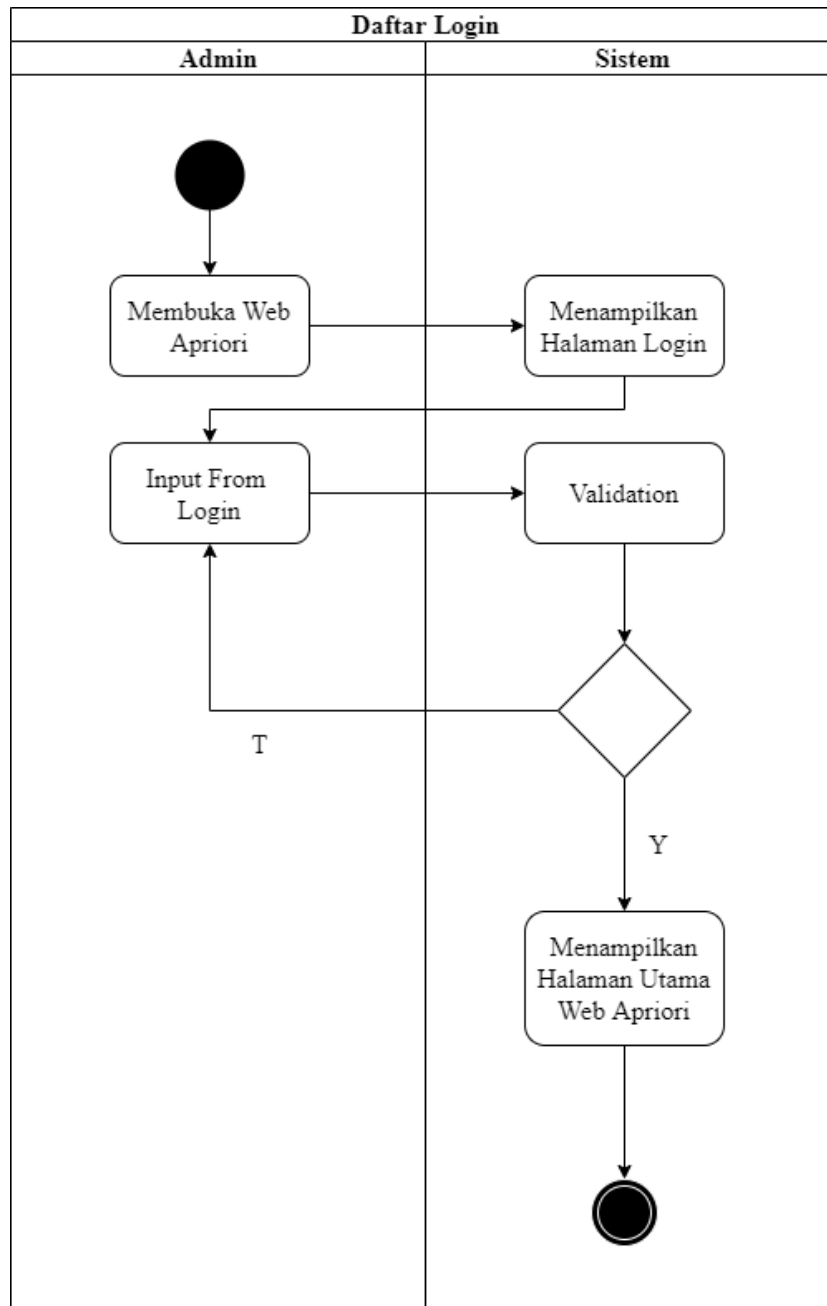 Daftar Login
Admin
Sistem
Membuka Web
Apriori
Menampilkan
Halaman Login
Input From
Login
Validation
T
Y
Menampilkan
Halaman Utama
Web Apriori